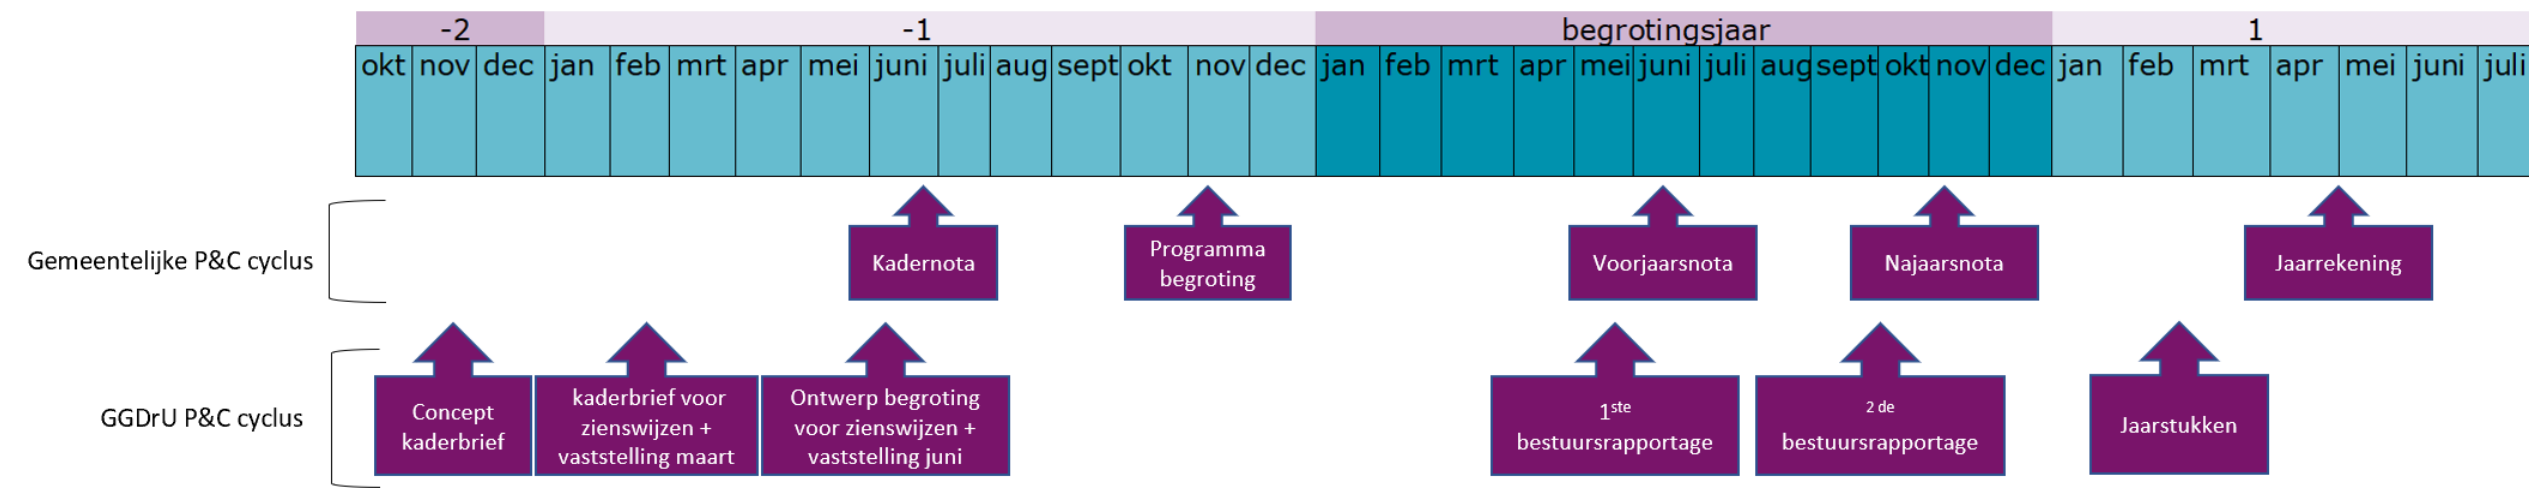 -2 -1 begrotingsjaar 1
okt nov dec jan feb mrt apr mei juni juli aug sept okt nov dec jan feb mrt apr mei juni juli aug sept okt nov dec jan feb mrt apr mei juni juli
Gemeentelijke P&C cyclus
Kadernota
Programma
begroting
Voorjaarsnota
Najaarsnota
Jaarrekening
GGDrU P&C cyclus
Concept
kaderbrief
kaderbrief voor
zienswijzen +
vaststelling maart
Ontwerp begroting
voor zienswijzen +
vaststelling juni
1ste
bestuursrapportage
2 de
bestuursrapportage
Jaarstukken